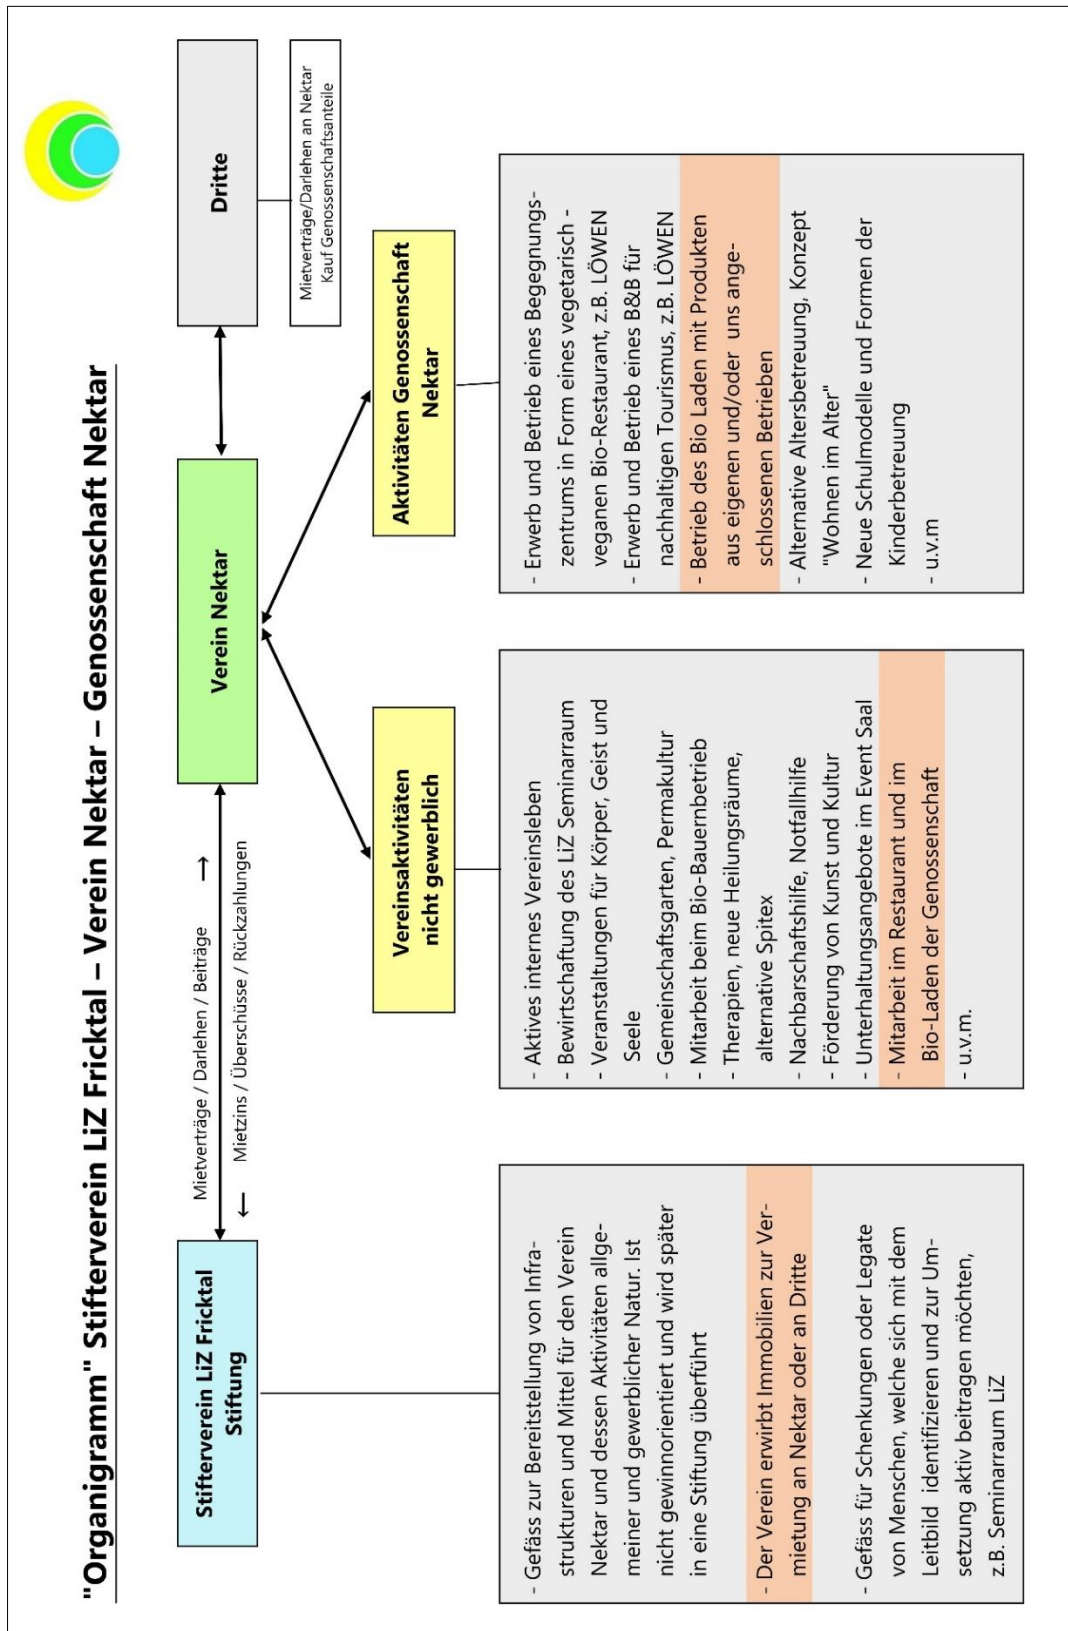 "Organigramm" Stifterverein LiZ Fricktal – Verein Nektar – Genossenschaft Nektar
Stifterverein LiZ Fricktal
Stiftung
Mietverträge / Darlehen / Beiträge →
← Mietzins / Überschüsse / Rückzahlungen
Verein Nektar
Dritte
Mietverträge/Darlehen an Nektar
Kauf Genossenschaftsanteile
Vereinsaktivitäten
nicht gewerblich
Aktivitäten Genossenschaft
Nektar
- Gefäss zur Bereitstellung von Infra-
strukturen und Mittel für den Verein
Nektar und dessen Aktivitäten allge-
meiner und gewerblicher Natur. Ist
nicht gewinnorientiert und wird später
in eine Stiftung überführt
- Der Verein erwirbt Immobilien zur Ver-
mietung an Nektar oder an Dritte
- Gefäss für Schenkungen oder Legate
von Menschen, welche sich mit dem
Leitbild identifizieren und zur Um-
setzung aktiv beitragen möchten,
z.B. Seminarraum LiZ
- Aktives internes Vereinsleben
- Bewirtschaftung des LiZ Seminarraum
- Veranstaltungen für Körper, Geist und
Seele
- Gemeinschaftsgarten, Permakultur
- Mitarbeit beim Bio-Bauernbetrieb
- Therapien, neue Heilungsräume,
alternative Spitex
- Nachbarschaftshilfe, Notfallhilfe
- Förderung von Kunst und Kultur
- Unterhaltungsangebote im Event Saal
- Mitarbeit im Restaurant und im
Bio-Laden der Genossenschaft
- u.v.m.
- Erwerb und Betrieb eines Begegnungs-
zentrums in Form eines vegetarisch -
veganen Bio-Restaurant, z.B. LÖWEN
- Erwerb und Betrieb eines B&B für
nachhaltigen Tourismus, z.B. LÖWEN
- Betrieb des Bio Laden mit Produkten
aus eigenen und/oder uns ange-
schlossenen Betrieben
- Alternative Altersbetreuung, Konzept
"Wohnen im Alter"
- Neue Schulmodelle und Formen der
Kinderbetreuung
- u.v.m